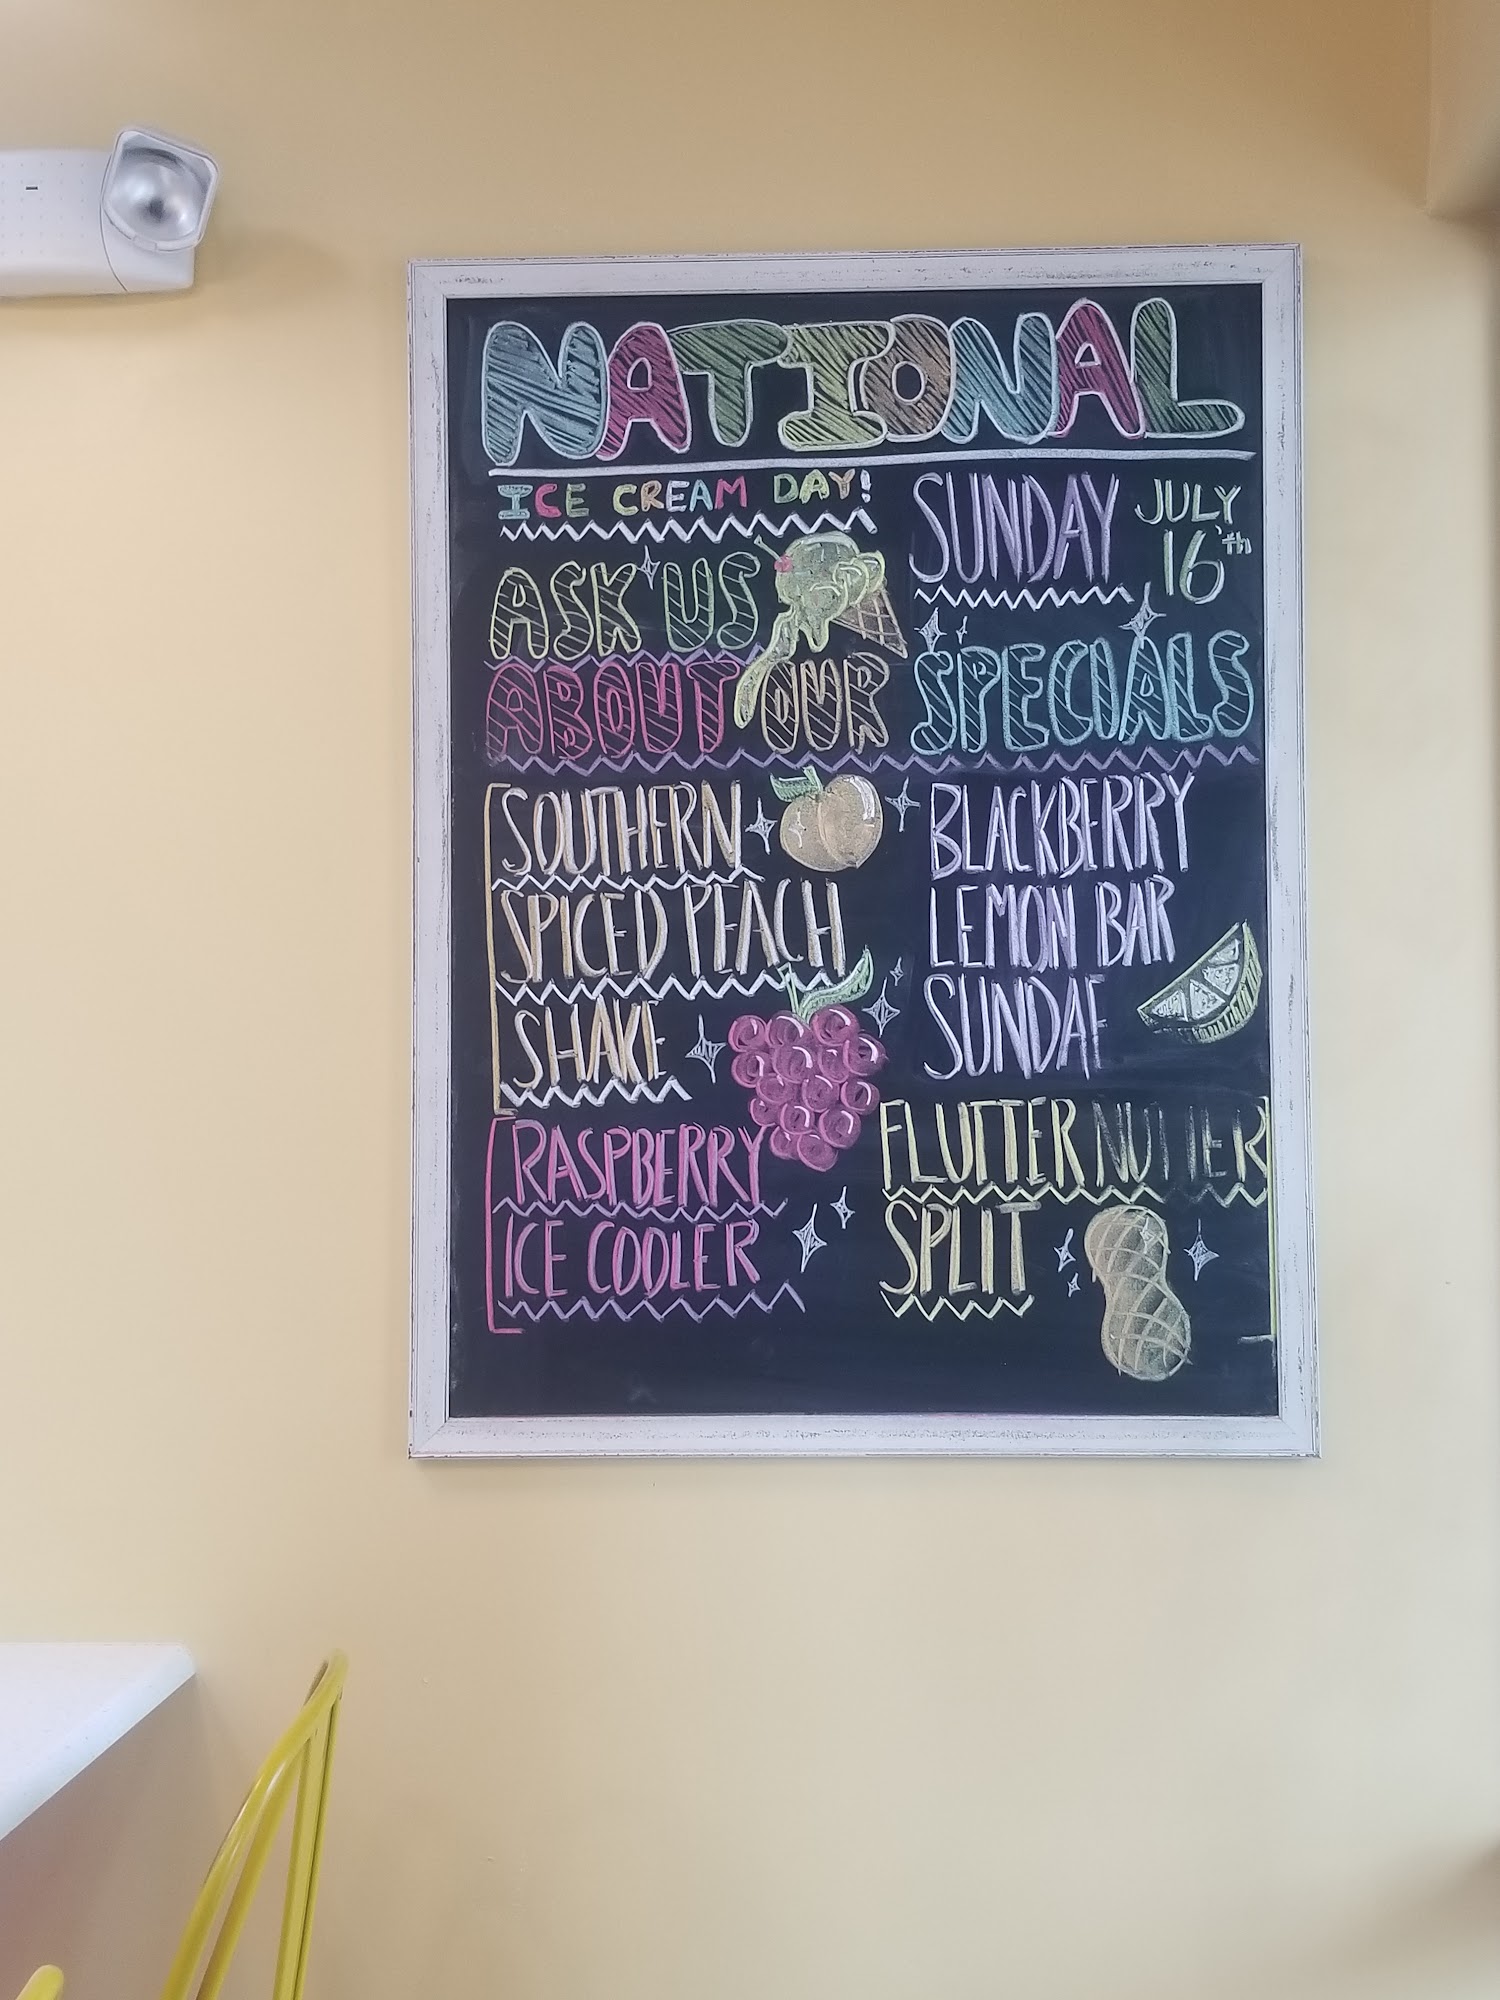 NATIONAL
ICE CREAM DAY!
SUNDAY
JULY
16th
ASK US
ABOUT OUR SPECIALS
SOUTHERN
SPICED PEACH
SHAKE
RASPBERRY
ICE COOLER
BLACKBERRY
LEMON BAR
SUNDAE
FLUTTER NUTTER
SPLIT